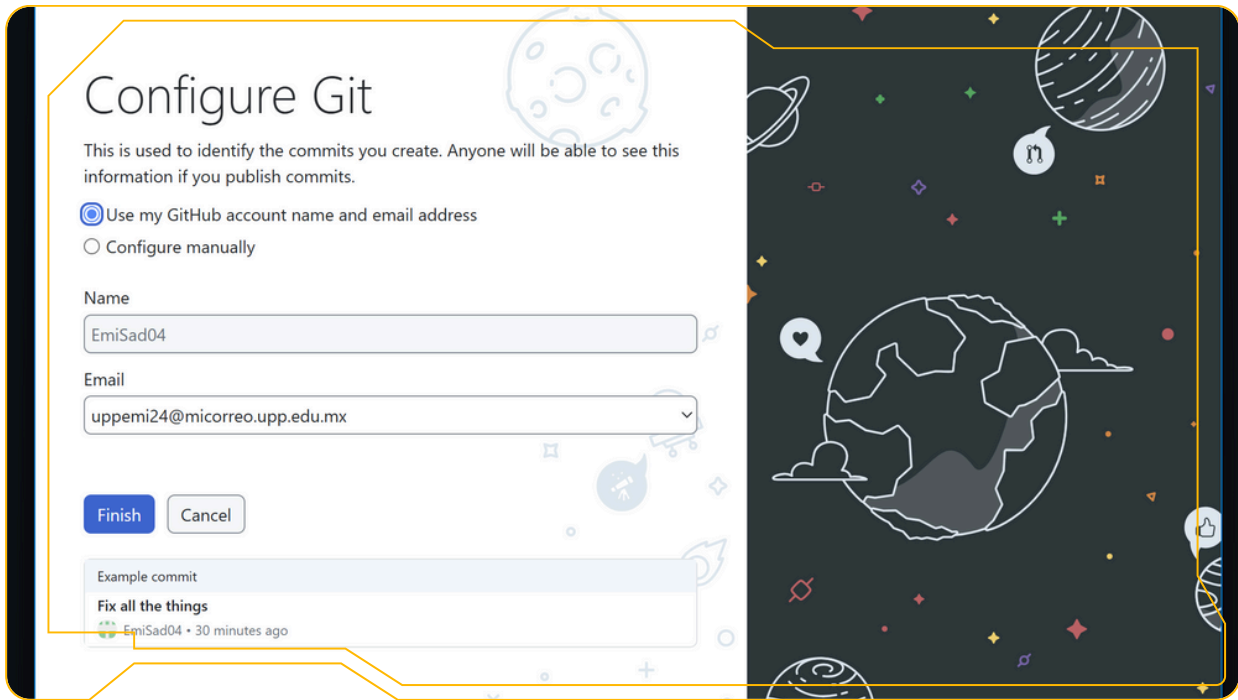 Configure Git
This is used to identify the commits you create. Anyone will be able to see this
information if you publish commits.
Use my GitHub account name and email address
Configure manually
Name
EmiSad04
Email
uppemi24@micorreo.upp.edu.mx
Finish
Cancel
Example commit
Fix all the things
EmiSad04 • 30 minutes ago